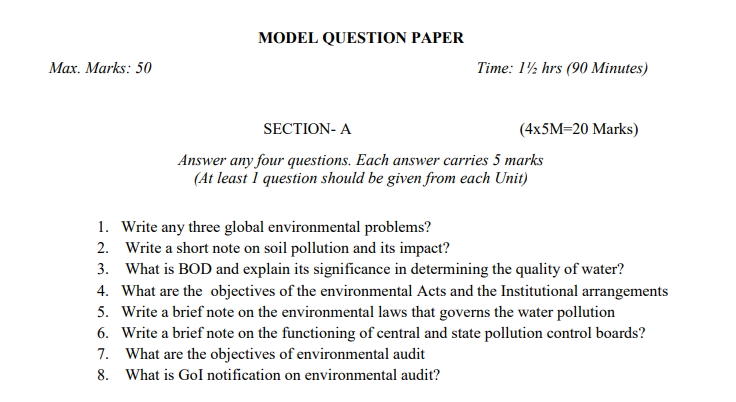 MODEL QUESTION PAPER
Max. Marks: 50 Time: 1½ hrs (90 Minutes)
SECTION- A (4x5M=20 Marks)
Answer any four questions. Each answer carries 5 marks
(At least 1 question should be given from each Unit)
1. Write any three global environmental problems?
2. Write a short note on soil pollution and its impact?
3. What is BOD and explain its significance in determining the quality of water?
4. What are the objectives of the environmental Acts and the Institutional arrangements
5. Write a brief note on the environmental laws that governs the water pollution
6. Write a brief note on the functioning of central and state pollution control boards?
7. What are the objectives of environmental audit
8. What is GoI notification on environmental audit?